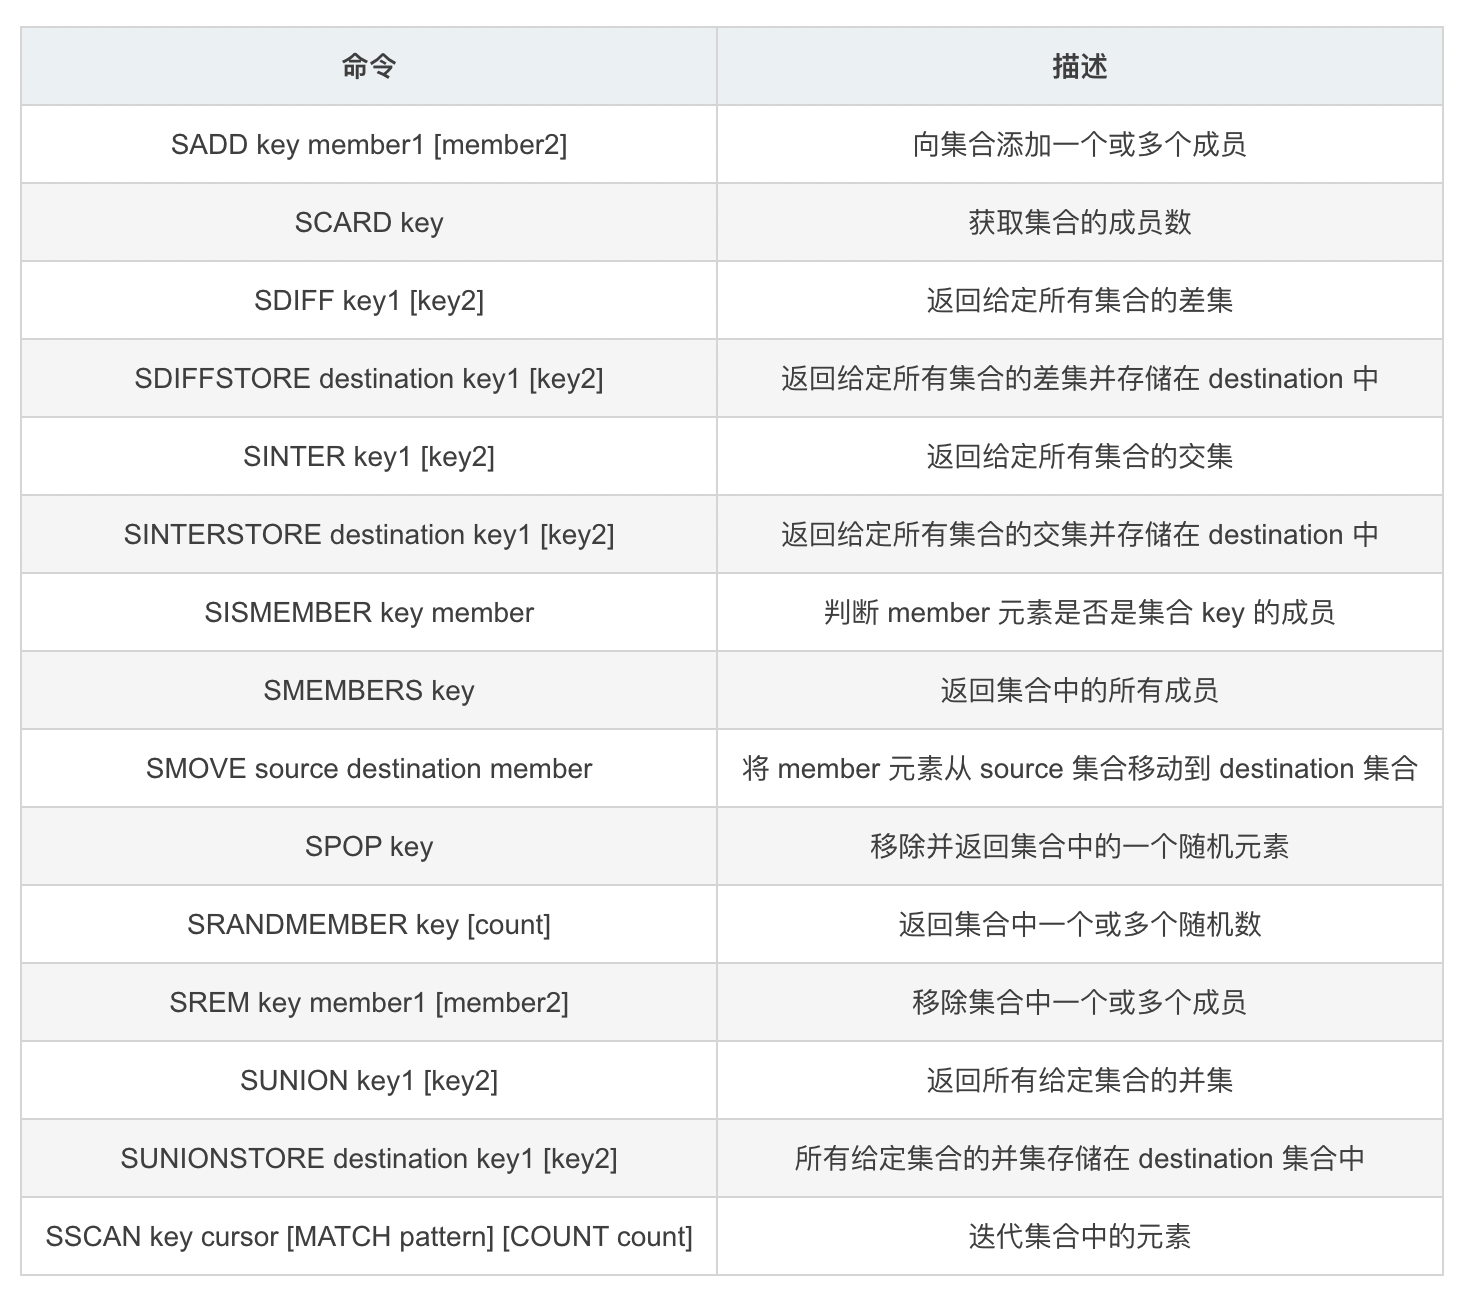 命令 描述
SADD key member1 [member2] 向集合添加一个或多个成员
SCARD key 获取集合的成员数
SDIFF key1 [key2] 返回给定所有集合的差集
SDIFFSTORE destination key1 [key2] 返回给定所有集合的差集并存储在 destination 中
SINTER key1 [key2] 返回给定所有集合的交集
SINTERSTORE destination key1 [key2] 返回给定所有集合的交集并存储在 destination 中
SISMEMBER key member 判断 member 元素是否是集合 key 的成员
SMEMBERS key 返回集合中的所有成员
SMOVE source destination member 将 member 元素从 source 集合移动到 destination 集合
SPOP key 移除并返回集合中的一个随机元素
SRANDMEMBER key [count] 返回集合中一个或多个随机数
SREM key member1 [member2] 移除集合中一个或多个成员
SUNION key1 [key2] 返回所有给定集合的并集
SUNIONSTORE destination key1 [key2] 所有给定集合的并集存储在 destination 集合中
SSCAN key cursor [MATCH pattern] [COUNT count] 迭代集合中的元素